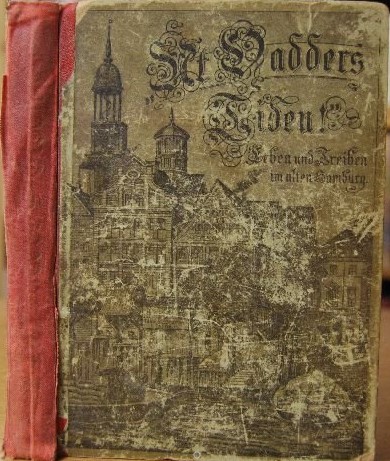 „Ut Vadders
Tiden!“
Leben und Treiben
im alten Hamburg.